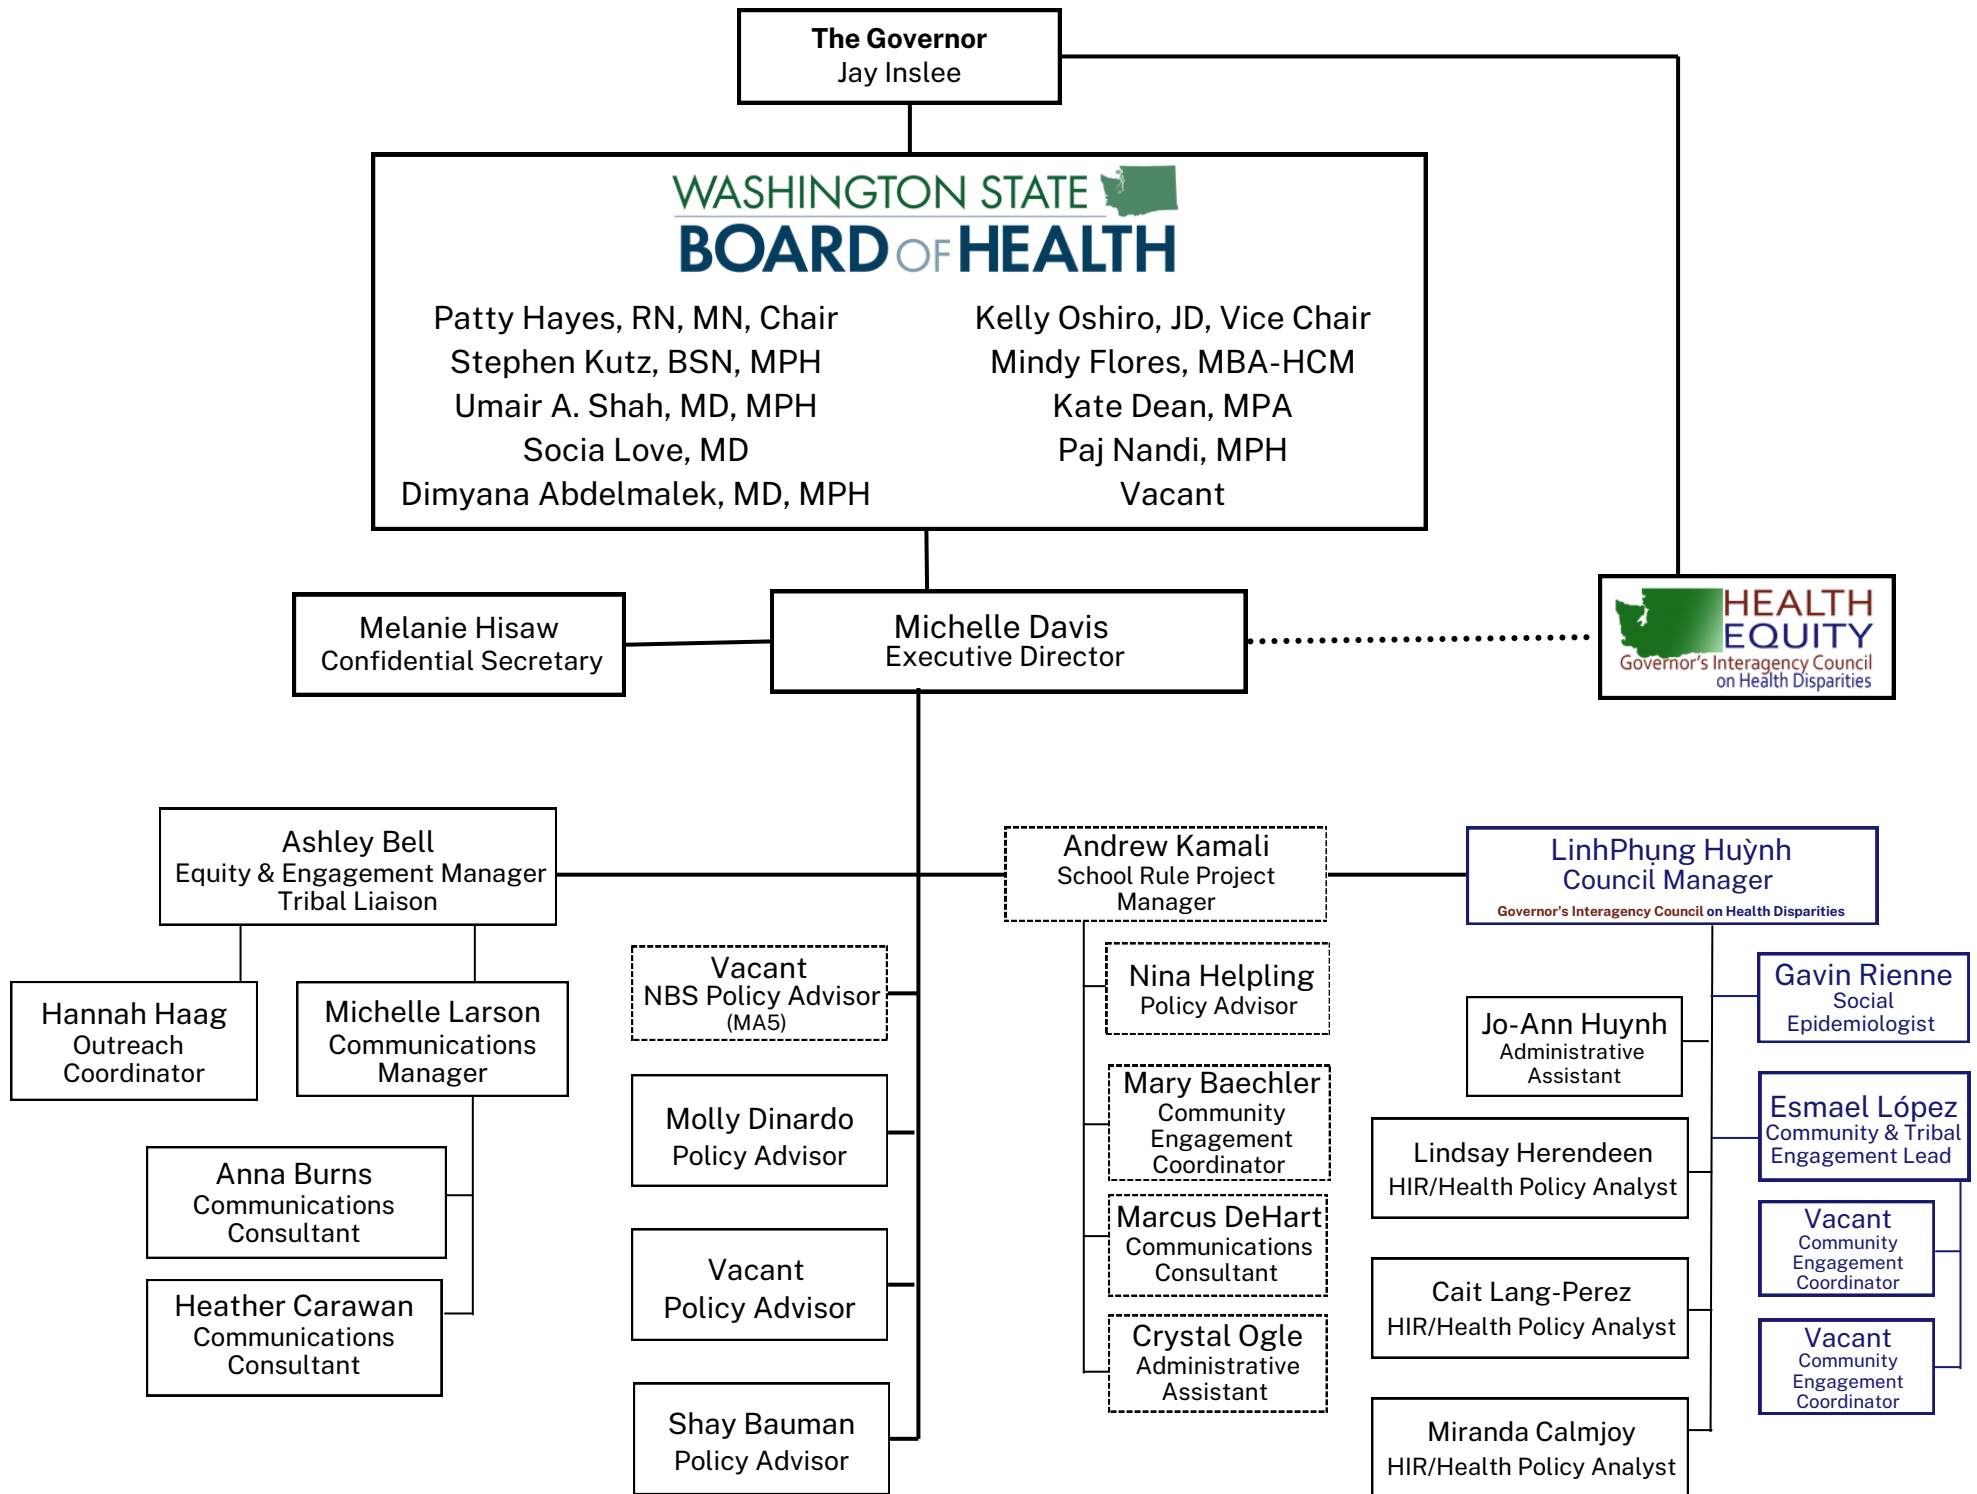 The Governor
Jay Inslee
WASHINGTON STATE
BOARD OF HEALTH
Patty Hayes, RN, MN, Chair
Stephen Kutz, BSN, MPH
Umair A. Shah, MD, MPH
Socia Love, MD
Dimyana Abdelmalek, MD, MPH
Kelly Oshiro, JD, Vice Chair
Mindy Flores, MBA-HCM
Kate Dean, MPA
Paj Nandi, MPH
Vacant
Melanie Hisaw
Confidential Secretary
Michelle Davis
Executive Director
HEALTH
EQUITY
Governor's Interagency Council
on Health Disparities
Ashley Bell
Equity & Engagement Manager
Tribal Liaison
Hannah Haag
Outreach
Coordinator
Michelle Larson
Communications
Manager
Anna Burns
Communications
Consultant
Heather Carawan
Communications
Consultant
Vacant
NBS Policy Advisor
(MA5)
Molly Dinardo
Policy Advisor
Vacant
Policy Advisor
Shay Bauman
Policy Advisor
Andrew Kamali
School Rule Project
Manager
Nina Helpling
Policy Advisor
Mary Baechler
Community
Engagement
Coordinator
Marcus DeHart
Communications
Consultant
Crystal Ogle
Administrative
Assistant
LinhPhụng Huỳnh
Council Manager
Governor's Interagency Council on Health Disparities
Jo-Ann Huynh
Administrative
Assistant
Lindsay Herendeen
HIR/Health Policy Analyst
Cait Lang-Perez
HIR/Health Policy Analyst
Miranda Calmjoy
HIR/Health Policy Analyst
Gavin Rienne
Social
Epidemiologist
Esmael López
Community & Tribal
Engagement Lead
Vacant
Community
Engagement
Coordinator
Vacant
Community
Engagement
Coordinator